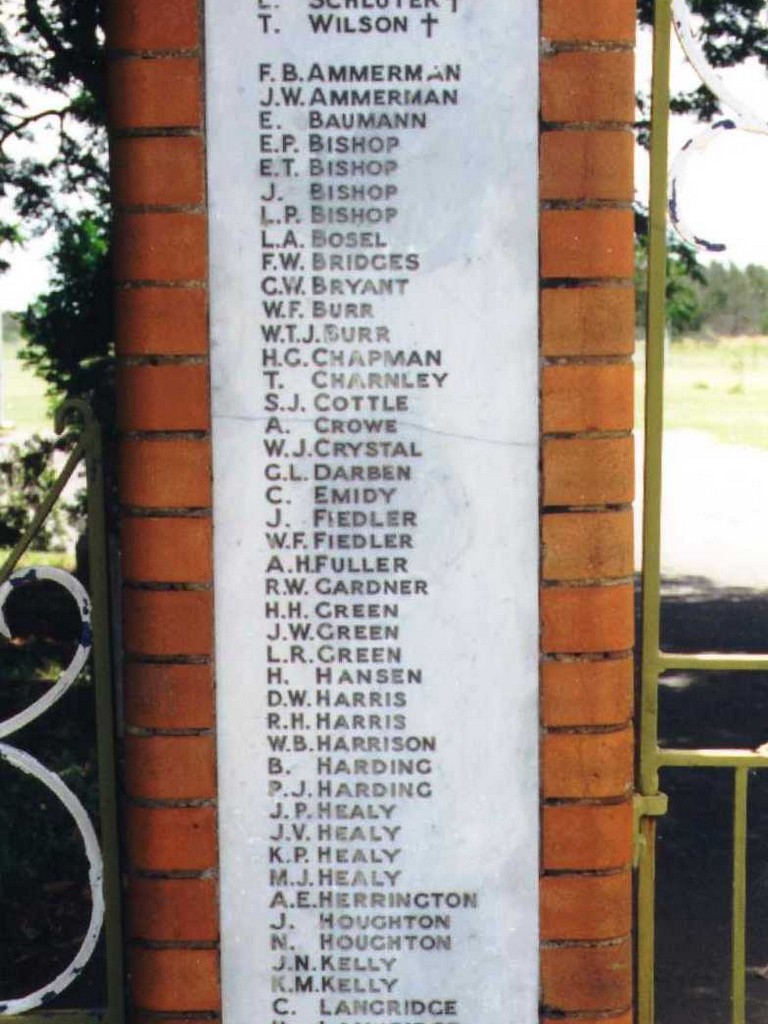 L. SCHLUTER †
T. WILSON †
F.B. AMMERMAN
J.W. AMMERMAN
E. BAUMANN
E.P. BISHOP
E.T. BISHOP
J. BISHOP
L.P. BISHOP
L.A. BOSEL
F.W. BRIDGES
G.W. BRYANT
W.F. BURR
W.T.J. BURR
H.G. CHAPMAN
T. CHARNLEY
S.J. COTTLE
A. CROWE
W.J. CRYSTAL
G.L. DARBEN
C. EMIDY
J. FIEDLER
W.F. FIEDLER
A.H. FULLER
R.W. GARDNER
H.H. GREEN
J.W. GREEN
L.R. GREEN
H. HANSEN
D.W. HARRIS
R.H. HARRIS
W.B. HARRISON
B. HARDING
P.J. HARDING
J.P. HEALY
J.V. HEALY
K.P. HEALY
M.J. HEALY
A.E. HERRINGTON
J. HOUGHTON
N. HOUGHTON
J.N. KELLY
K.M. KELLY
C. LANGRIDGE